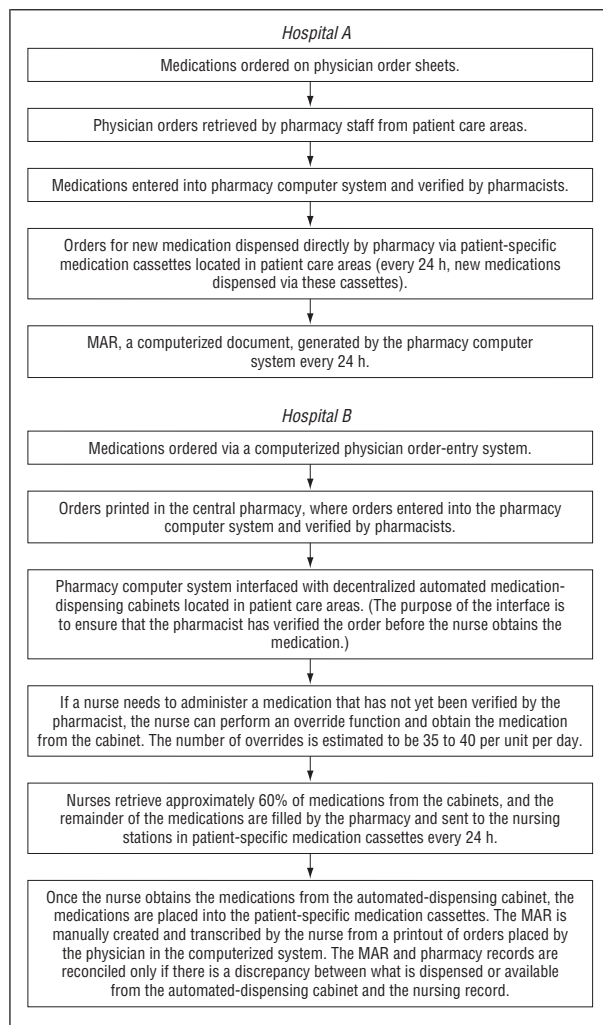 Hospital A
Medications ordered on physician order sheets.
Physician orders retrieved by pharmacy staff from patient care areas.
Medications entered into pharmacy computer system and verified by pharmacists.
Orders for new medication dispensed directly by pharmacy via patient-specific
medication cassettes located in patient care areas (every 24 h, new medications
dispensed via these cassettes).
MAR, a computerized document, generated by the pharmacy computer
system every 24 h.
Hospital B
Medications ordered via a computerized physician order-entry system.
Orders printed in the central pharmacy, where orders entered into the pharmacy
computer system and verified by pharmacists.
Pharmacy computer system interfaced with decentralized automated medication-
dispensing cabinets located in patient care areas. (The purpose of the interface is
to ensure that the pharmacist has verified the order before the nurse obtains the
medication.)
If a nurse needs to administer a medication that has not yet been verified by the
pharmacist, the nurse can perform an override function and obtain the medication
from the cabinet. The number of overrides is estimated to be 35 to 40 per unit per day.
Nurses retrieve approximately 60% of medications from the cabinets, and the
remainder of the medications are filled by the pharmacy and sent to the nursing
stations in patient-specific medication cassettes every 24 h.
Once the nurse obtains the medications from the automated-dispensing cabinet, the
medications are placed into the patient-specific medication cassettes. The MAR is
manually created and transcribed by the nurse from a printout of orders placed by
the physician in the computerized system. The MAR and pharmacy records are
reconciled only if there is a discrepancy between what is dispensed or available
from the automated-dispensing cabinet and the nursing record.